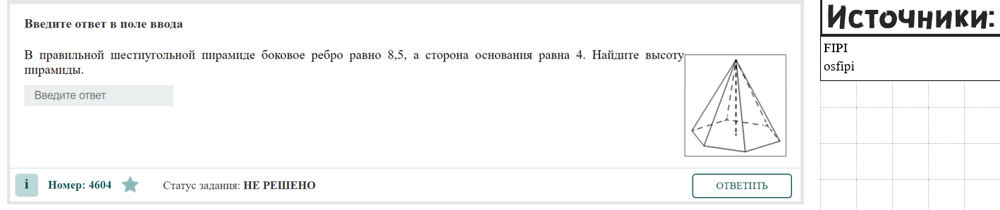 Введите ответ в поле ввода
В правильной шестиугольной пирамиде боковое ребро равно 8,5, а сторона основания равна 4. Найдите высоту
пирамиды.
Введите ответ
i Номер: 4604 Статус задания: НЕ РЕШЕНО ОТВЕТИТЬ
Источники:
FIPI
osfipi